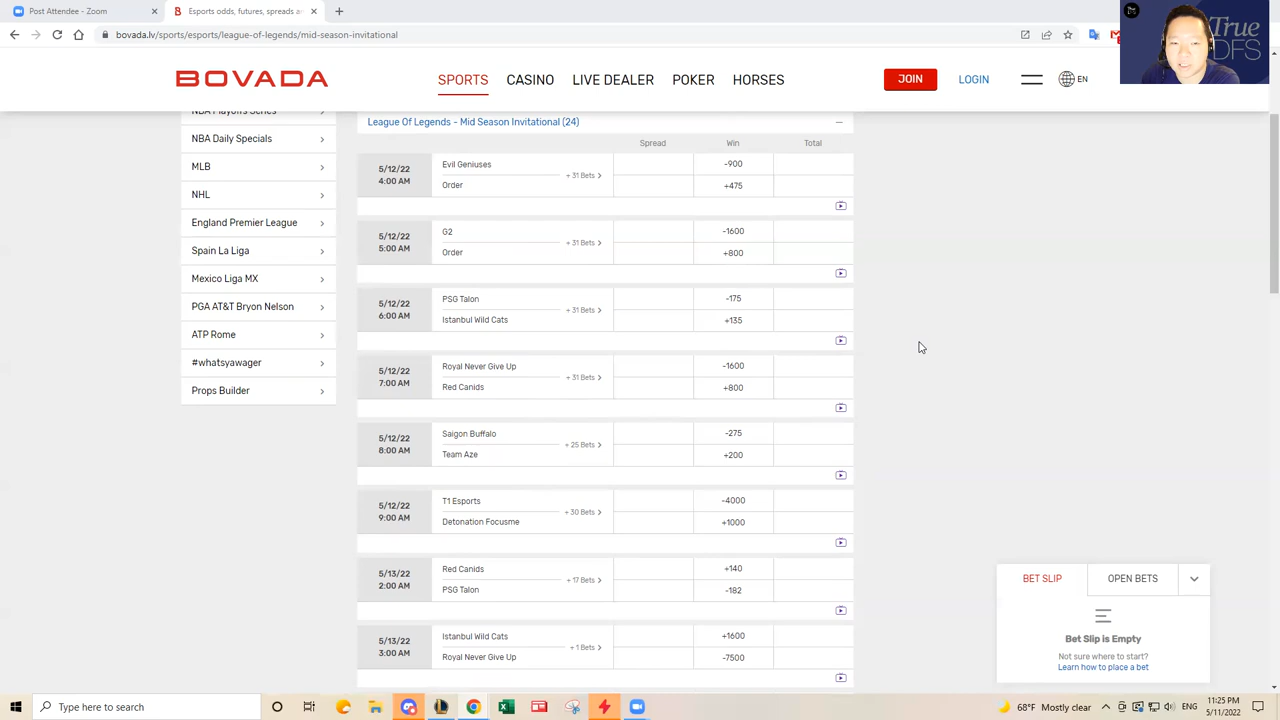 Post Attendee - Zoom
Esports odds, futures, spreads a
bovada.lv/sports/esports/league-of-legends/mid-season-invitational
True
DFS
BOVADA
SPORTS CASINO LIVE DEALER POKER HORSES
JOIN LOGIN EN
NBA Playoffs Series
NBA Daily Specials
MLB
NHL
England Premier League
Spain La Liga
Mexico Liga MX
PGA AT&T Bryon Nelson
ATP Rome
#whatsyawager
Props Builder
League Of Legends - Mid Season Invitational (24)
Spread Win Total
5/12/22
4:00 AM
Evil Geniuses -900
+ 31 Bets
Order +475
5/12/22
5:00 AM
G2 -1600
+ 31 Bets
Order +800
5/12/22
6:00 AM
PSG Talon -175
+ 31 Bets
Istanbul Wild Cats +135
5/12/22
7:00 AM
Royal Never Give Up -1600
+ 31 Bets
Red Canids +800
5/12/22
8:00 AM
Saigon Buffalo -275
+ 25 Bets
Team Aze +200
5/12/22
9:00 AM
T1 Esports -4000
+ 30 Bets
Detonation Focusme +1000
5/13/22
2:00 AM
Red Canids +140
+ 17 Bets
PSG Talon -182
5/13/22
3:00 AM
Istanbul Wild Cats +1600
+ 1 Bets
Royal Never Give Up -7500
BET SLIP OPEN BETS
Bet Slip is Empty
Not sure where to start?
Learn how to place a bet
Type here to search
68°F Mostly clear
ENG
11:25 PM
5/11/2022